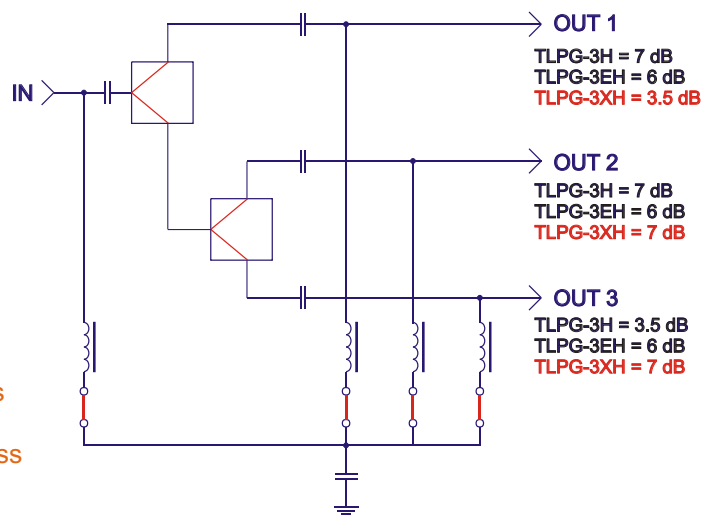 OUT 1
TLPG-3H = 7 dB
TLPG-3EH = 6 dB
TLPG-3XH = 3.5 dB
IN
OUT 2
TLPG-3H = 7 dB
TLPG-3EH = 6 dB
TLPG-3XH = 7 dB
OUT 3
TLPG-3H = 3.5 dB
TLPG-3EH = 6 dB
TLPG-3XH = 7 dB
s
ss